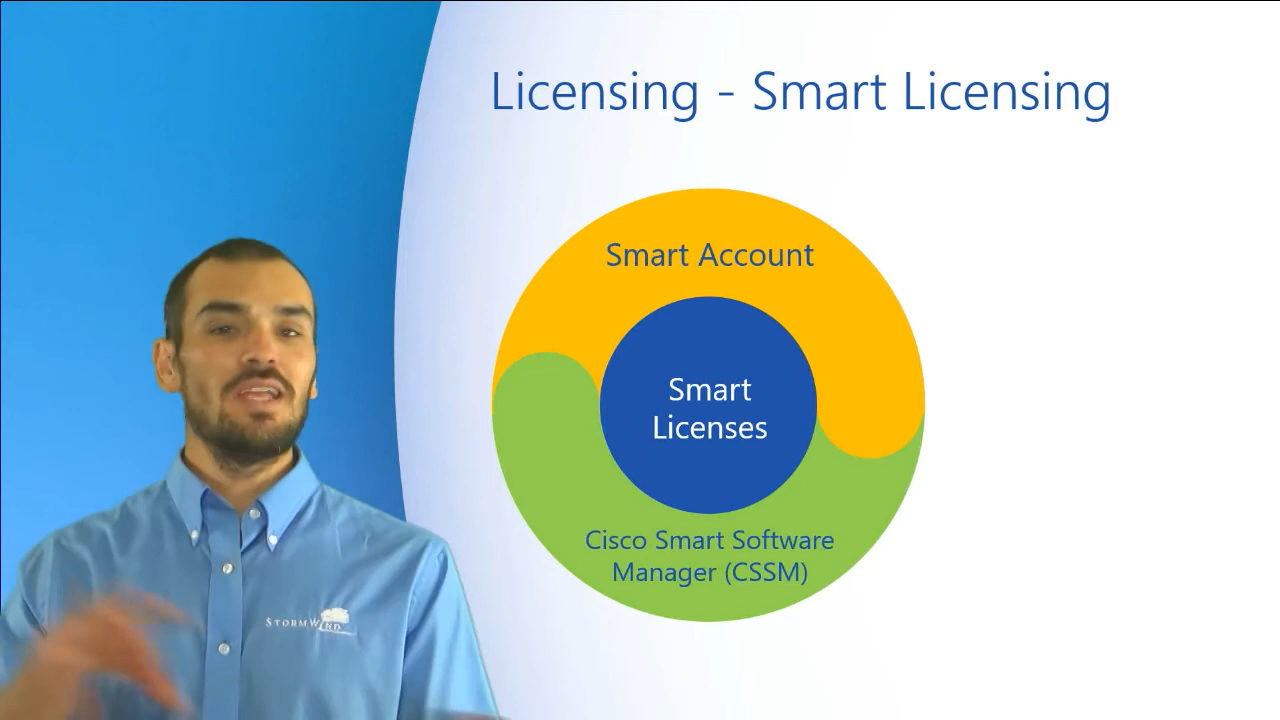 Licensing - Smart Licensing
Smart Account
Smart
Licenses
Cisco Smart Software
Manager (CSSM)
STORMWIND